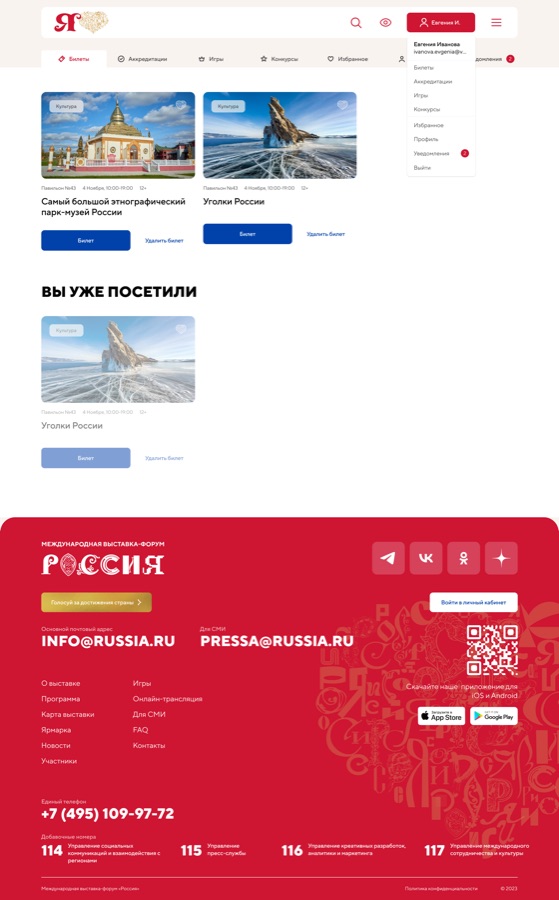 Я
Евгения И.
Евгения Иванова
ivanova.evgenia@v...
Билеты
Аккредитации
Игры
Конкурсы
Избранное
Профиль
Уведомления 2
Выйти
Билеты
Аккредитации
Игры
Конкурсы
Избранное
домления 2
Культура
Павильон №43 4 Ноября, 10:00-19:00 12+
Самый большой этнографический
парк-музей России
Билет
Удалить билет
Культура
Павильон №43 4 Ноября, 10:00-19:00 12+
Уголки России
Билет
Удалить билет
ВЫ УЖЕ ПОСЕТИЛИ
Культура
Павильон №43 4 Ноября, 10:00-19:00
Уголки России
Билет
Удалить билет
МЕЖДУНАРОДНАЯ ВЫСТАВКА-ФОРУМ
РОССИЯ
Голосуй за достижения страны
Войти в личный кабинет
Основной почтовый адрес
INFO@RUSSIA.RU
Для СМИ
PRESSA@RUSSIA.RU
Скачайте наше приложение для
iOS и Android
Загрузите в
App Store
Google Play
О выставке
Программа
Карта выставки
Ярмарка
Новости
Участники
Игры
Онлайн-трансляция
Для СМИ
FAQ
Контакты
Единый телефон
+7 (495) 109-97-72
Добавочные номера
114
Управление социальных
коммуникаций и взаимодействия с
регионами
115
Управление
пресс-службы
116
Управление креативных разработок,
аналитики и маркетинга
117
Управление международного
сотрудничества и культуры
Международная выставка-форум «Россия»
Политика конфиденциальности
© 2023